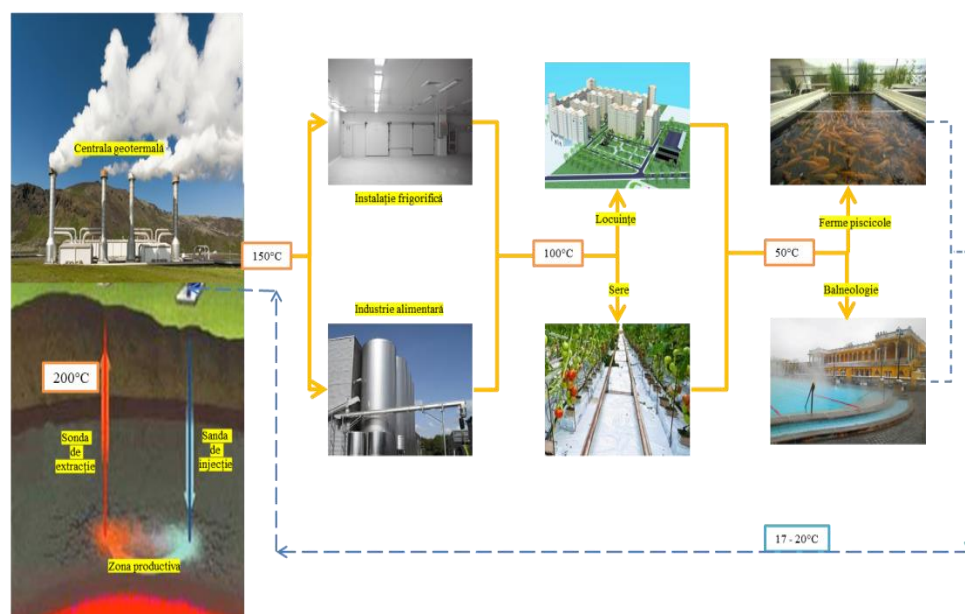 Centrala geotermală
200°C
Sonda
de
extracție
Sanda
de
injecție
Zona productiva
150°C
Instalație frigorifică
Industrie alimentară
100°C
Locuințe
Sere
50°C
Ferme piscicole
Balneologie
17 - 20°C